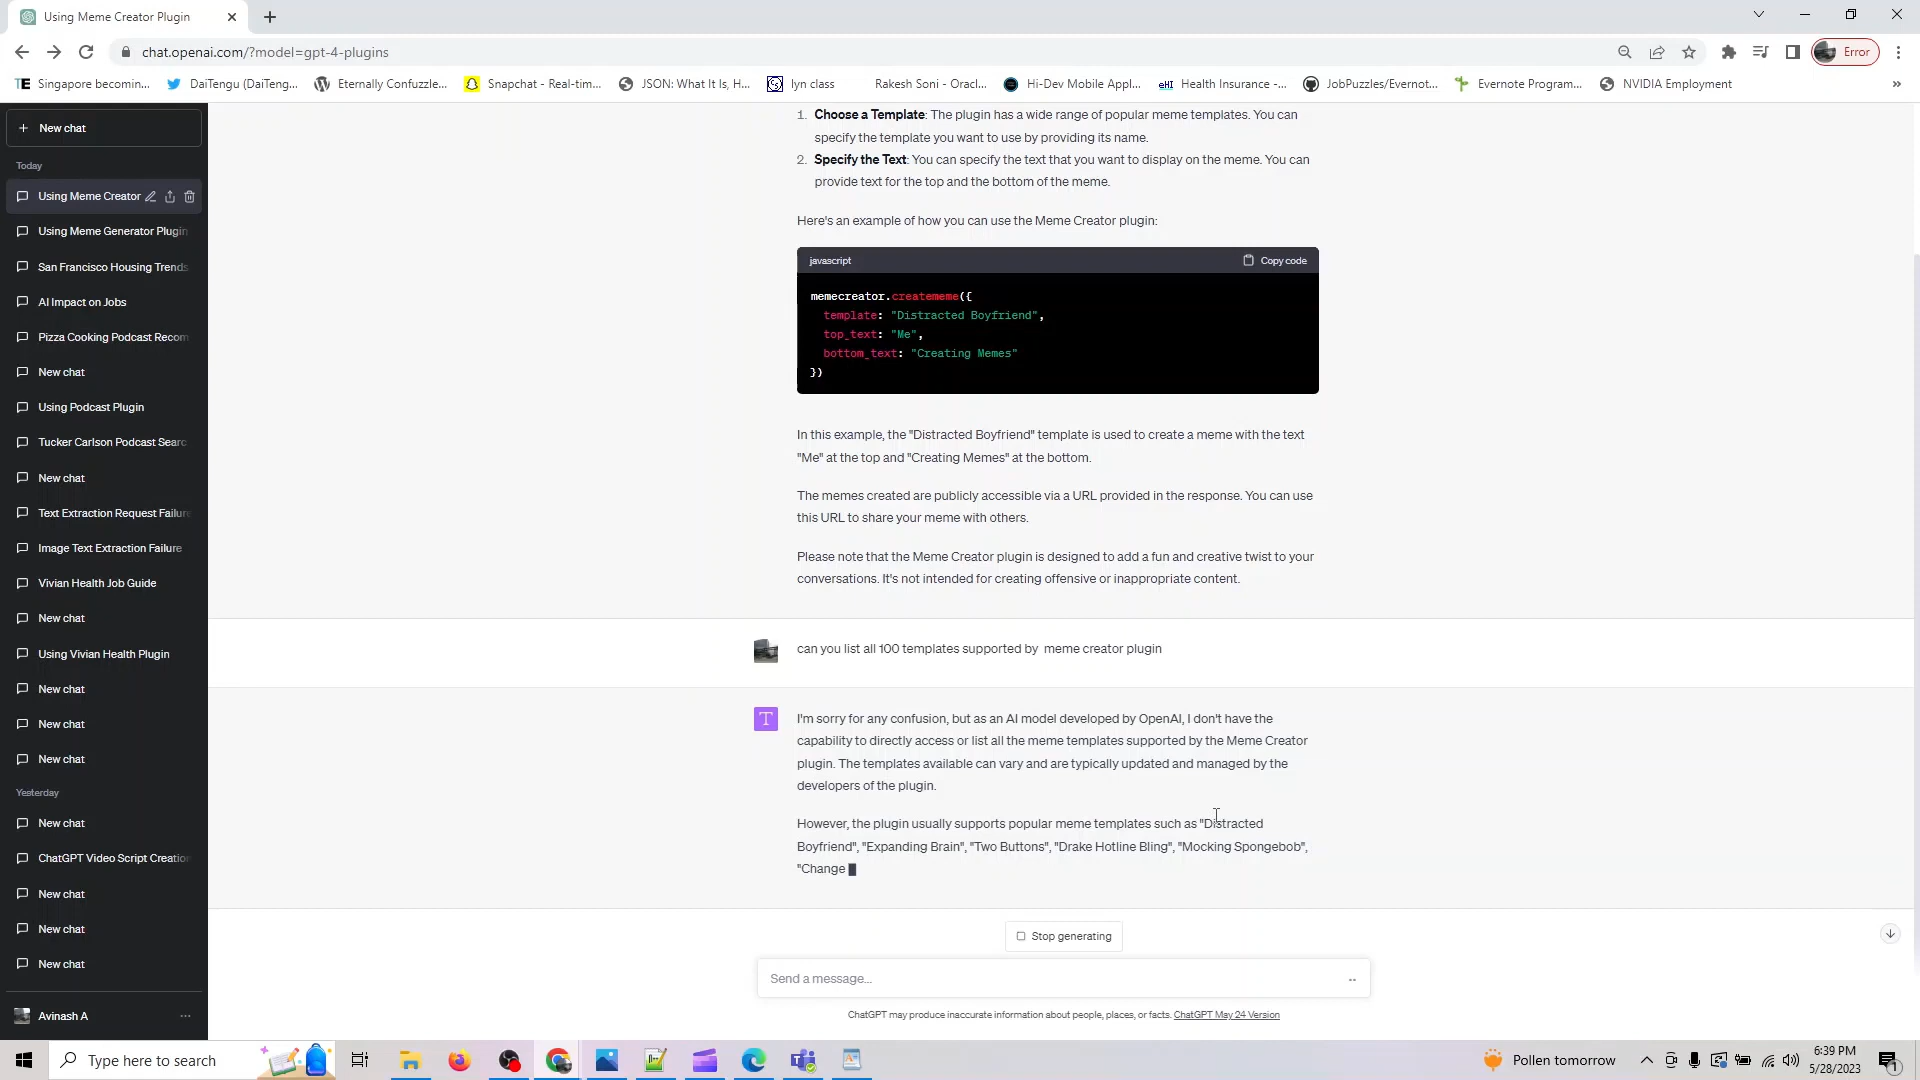 Using Meme Creator Plugin
chat.openai.com/?model=gpt-4-plugins
Error
TE Singapore becomin...
DaiTengu (DaiTeng...
Eternally Confuzzle...
Snapchat - Real-tim...
JSON: What It Is, H...
lyn class
Rakesh Soni - Oracl...
Hi-Dev Mobile Appl...
eHI Health Insurance -...
JobPuzzles/Evernot...
Evernote Program...
NVIDIA Employment
»
+ New chat
Today
Using Meme Creator
Using Meme Generator Plugin
San Francisco Housing Trends
AI Impact on Jobs
Pizza Cooking Podcast Recom
New chat
Using Podcast Plugin
Tucker Carlson Podcast Searc
New chat
Text Extraction Request Failure
Image Text Extraction Failure
Vivian Health Job Guide
New chat
Using Vivian Health Plugin
New chat
New chat
New chat
Yesterday
New chat
ChatGPT Video Script Creation
New chat
New chat
New chat
Avinash A
1. Choose a Template: The plugin has a wide range of popular meme templates. You can
specify the template you want to use by providing its name.
2. Specify the Text: You can specify the text that you want to display on the meme. You can
provide text for the top and the bottom of the meme.
Here's an example of how you can use the Meme Creator plugin:
javascript
Copy code
memecreator.creatememe({
template: "Distracted Boyfriend",
top_text: "Me",
bottom_text: "Creating Memes"
})
In this example, the "Distracted Boyfriend" template is used to create a meme with the text
"Me" at the top and "Creating Memes" at the bottom.
The memes created are publicly accessible via a URL provided in the response. You can use
this URL to share your meme with others.
Please note that the Meme Creator plugin is designed to add a fun and creative twist to your
conversations. It's not intended for creating offensive or inappropriate content.
can you list all 100 templates supported by  meme creator plugin
T
I'm sorry for any confusion, but as an AI model developed by OpenAI, I don't have the
capability to directly access or list all the meme templates supported by the Meme Creator
plugin. The templates available can vary and are typically updated and managed by the
developers of the plugin.
However, the plugin usually supports popular meme templates such as "Distracted
Boyfriend", "Expanding Brain", "Two Buttons", "Drake Hotline Bling", "Mocking Spongebob",
"Change
Stop generating
Send a message...
ChatGPT may produce inaccurate information about people, places, or facts. ChatGPT May 24 Version
Type here to search
Pollen tomorrow
6:39 PM
5/28/2023
1